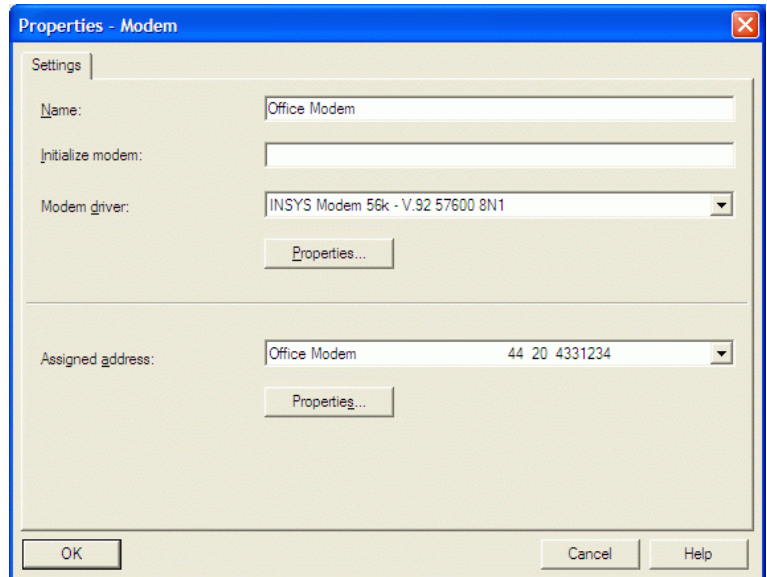 Properties - Modem
Settings
Name:
Office Modem
Initialize modem:
Modem driver:
INSYS Modem 56k - V.92 57600 8N1
Properties...
Assigned address:
Office Modem 44 20 4331234
Properties...
OK
Cancel
Help